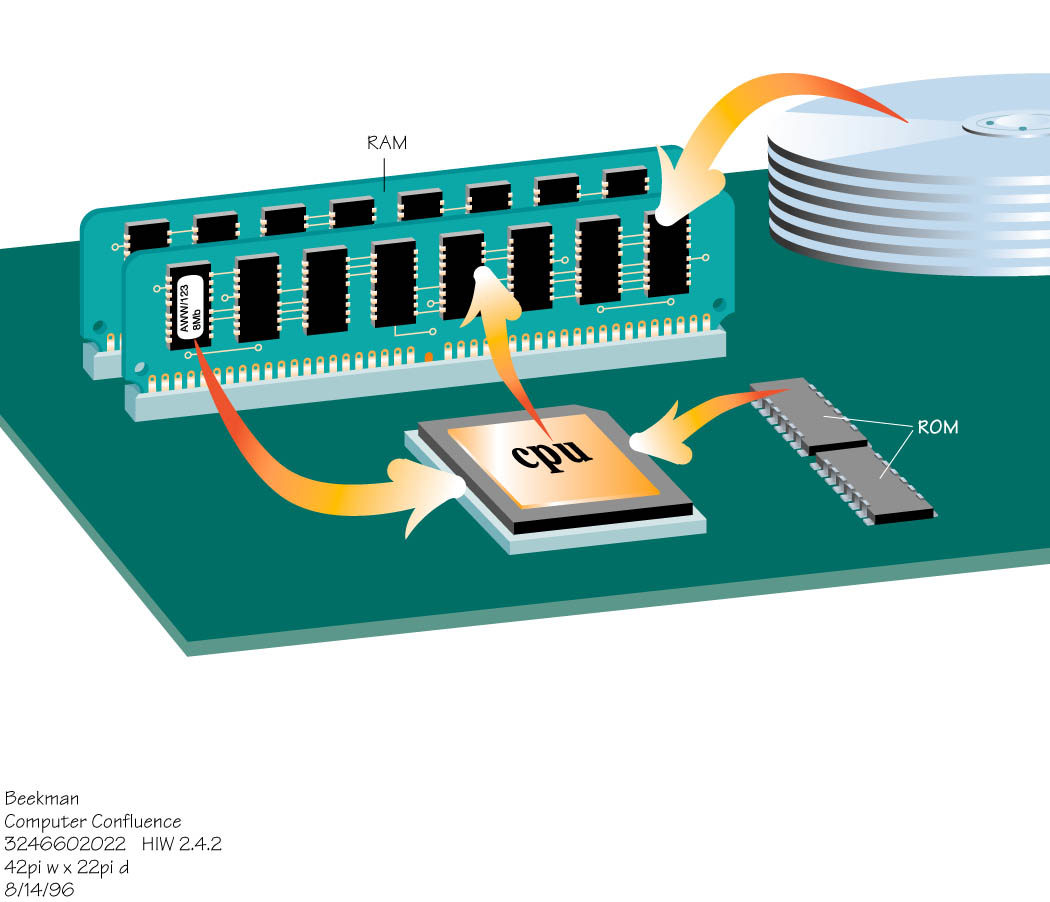 RAM
AWW/123
8Mb
cpu
ROM
Beekman
Computer Confluence
3246602022 HIW 2.4.2
42pi w x 22pi d
8/14/96